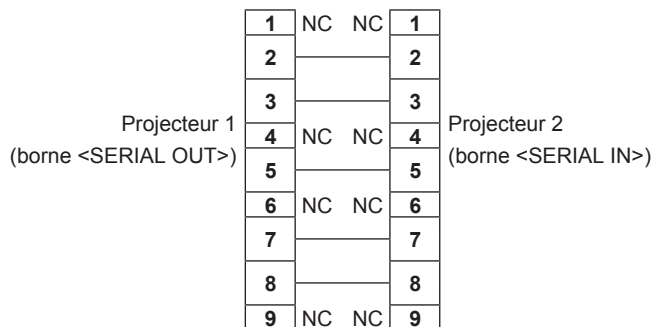 1 NC NC 1
2 2
3 3
Projecteur 1
(borne <SERIAL OUT>)
4 NC NC 4
Projecteur 2
(borne <SERIAL IN>)
5 5
6 NC NC 6
7 7
8 8
9 NC NC 9